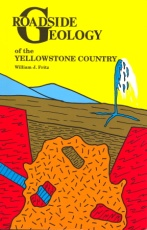 ROADSIDE
GEOLOGY
of the
YELLOWSTONE COUNTRY
William J. Fritz